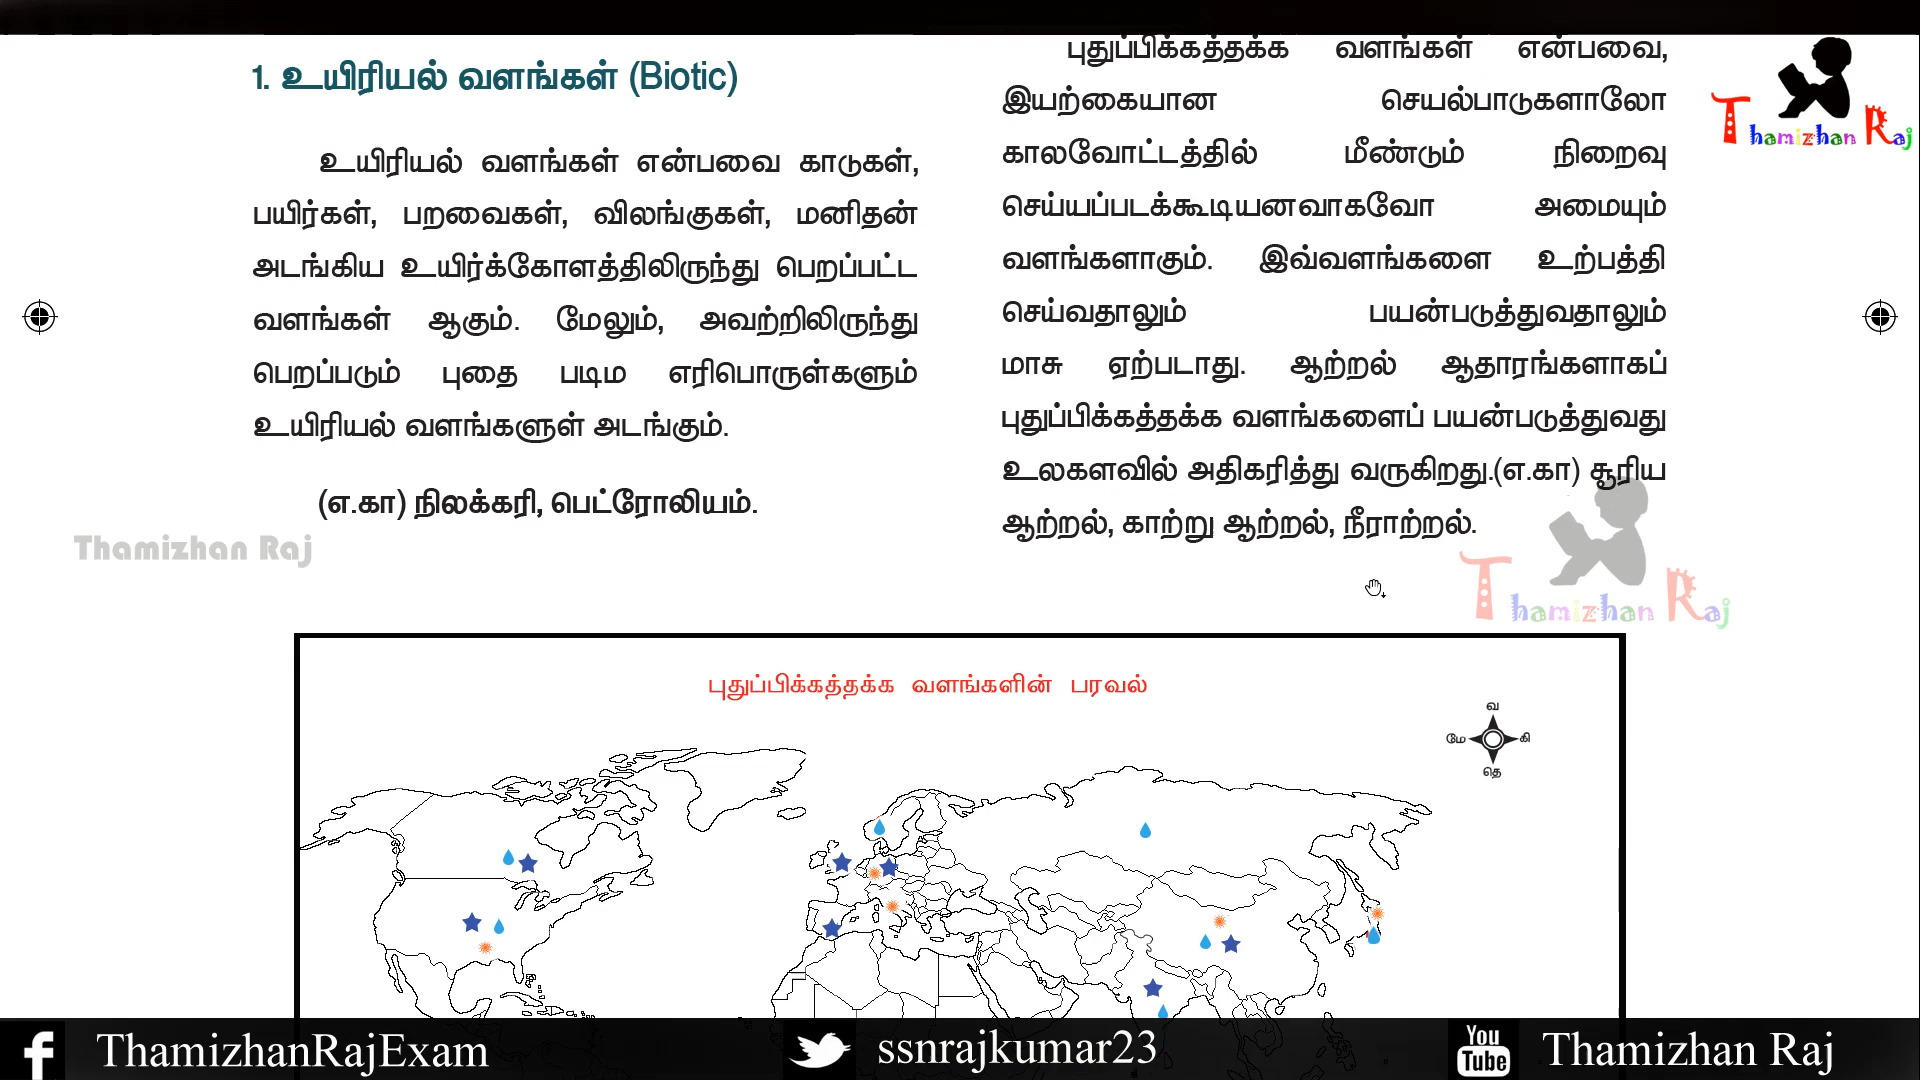 1. உயிரியல் வளங்கள் (Biotic)
உயிரியல் வளங்கள் என்பவை காடுகள்,
பயிர்கள், பறவைகள், விலங்குகள், மனிதன்
அடங்கிய உயிர்க்கோளத்திலிருந்து பெறப்பட்ட
வளங்கள் ஆகும். மேலும், அவற்றிலிருந்து
பெறப்படும் புதை படிம எரிபொருள்களும்
உயிரியல் வளங்களுள் அடங்கும்.
(எ.கா) நிலக்கரி, பெட்ரோலியம்.
Thamizhan Raj
புதுப்பிக்கத்தக்க வளங்கள் என்பவை,
இயற்கையான செயல்பாடுகளாலோ
காலவோட்டத்தில் மீண்டும் நிறைவு
செய்யப்படக்கூடியனவாகவோ அமையும்
வளங்களாகும். இவ்வளங்களை உற்பத்தி
செய்வதாலும் பயன்படுத்துவதாலும்
மாசு ஏற்படாது. ஆற்றல் ஆதாரங்களாகப்
புதுப்பிக்கத்தக்க வளங்களைப் பயன்படுத்துவது
உலகளவில் அதிகரித்து வருகிறது.(எ.கா) சூரிய
ஆற்றல், காற்று ஆற்றல், நீராற்றல்.
Thamizhan Raj
Thamizhan Raj
புதுப்பிக்கத்தக்க வளங்களின் பரவல்
வ
மே கி
தெ
ThamizhanRajExam
ssnrajkumar23
You Tube
Thamizhan Raj